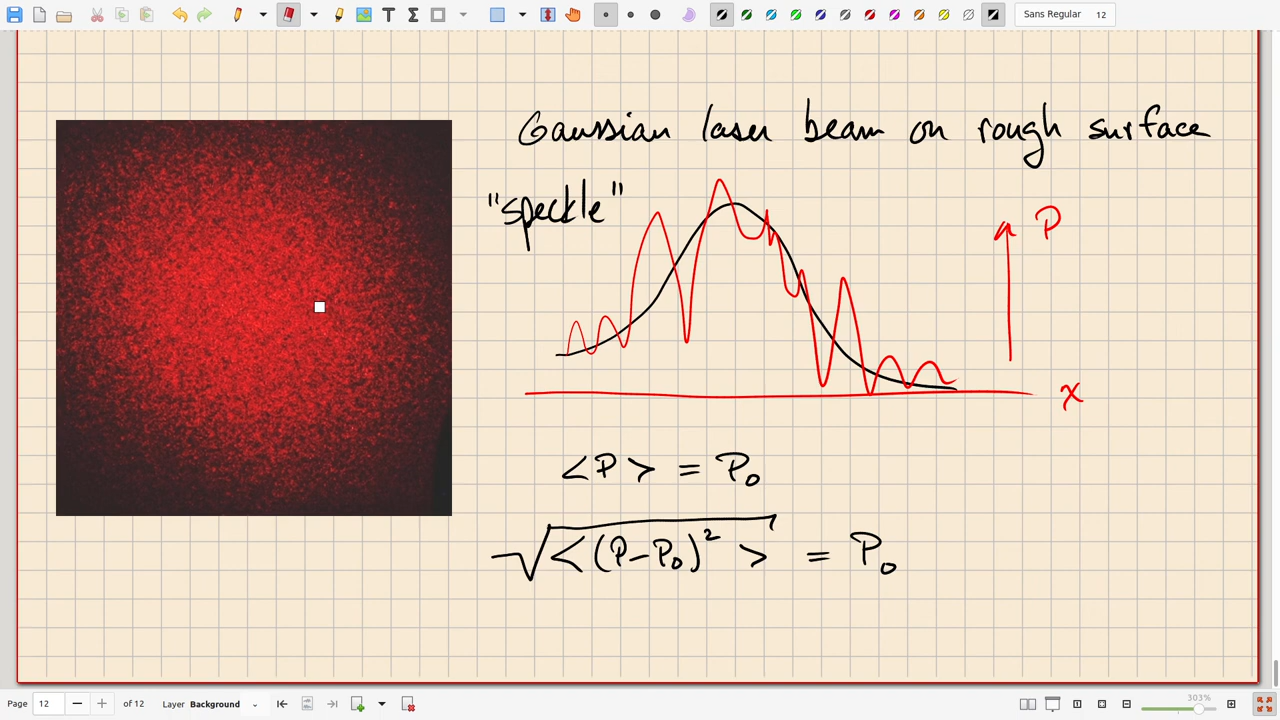 Sans Regular 12
Gaussian laser beam on rough surface
"speckle"
P
x
<P> = P₀
√<(P-P₀)²> = P₀
Page 12 of 12 Layer Background 303%